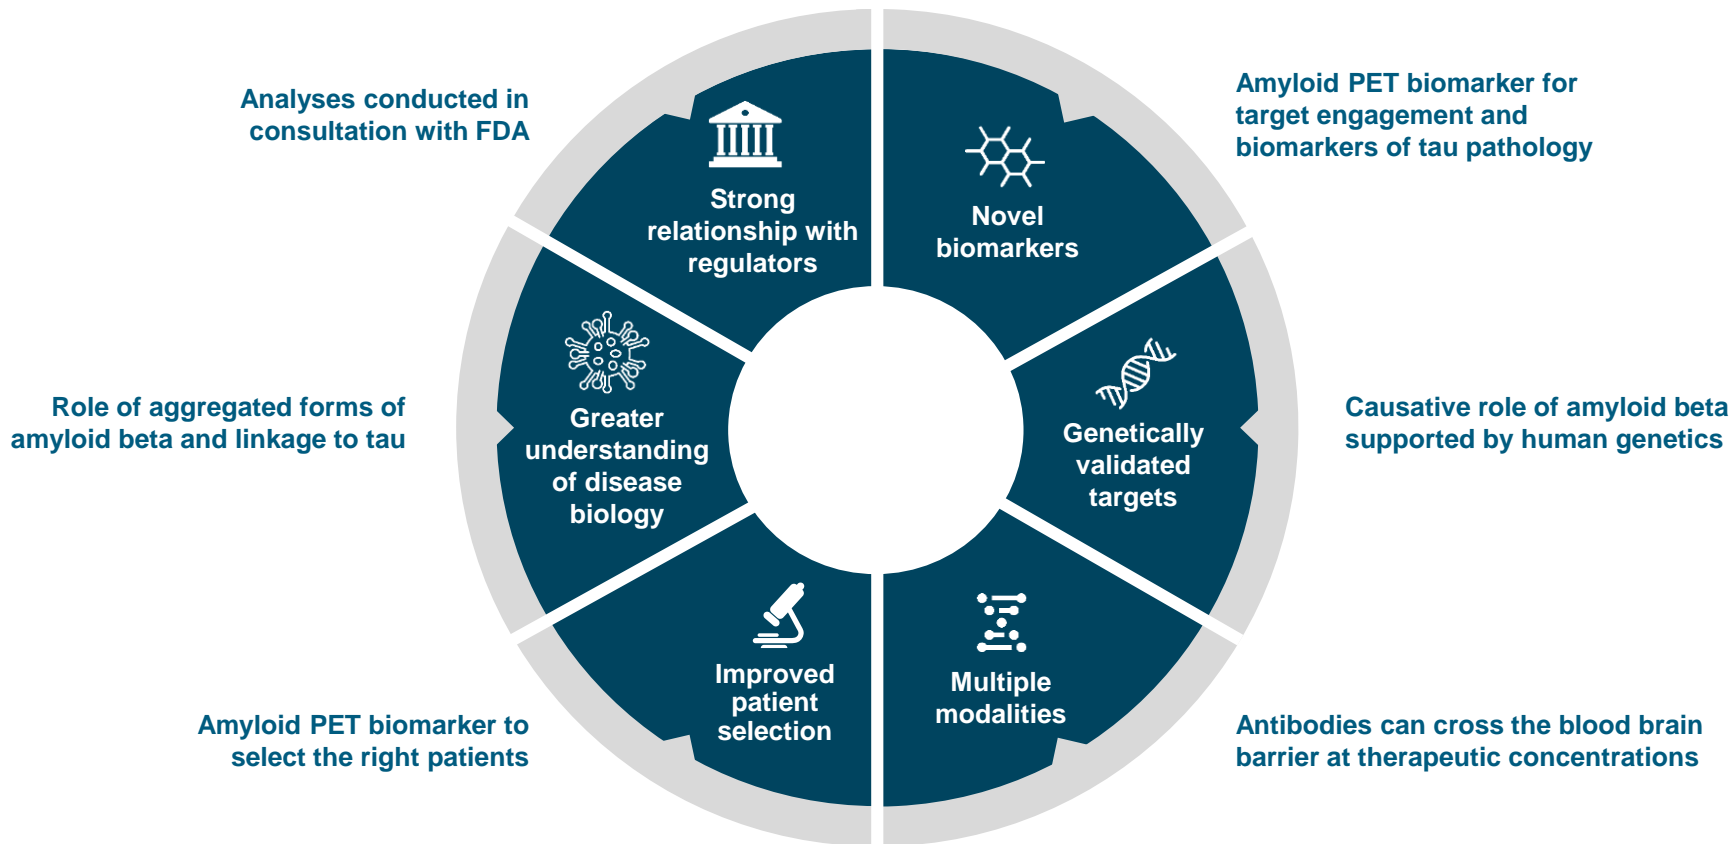 Analyses conducted in
consultation with FDA
Strong
relationship with
regulators
Novel
biomarkers
Amyloid PET biomarker for
target engagement and
biomarkers of tau pathology
Role of aggregated forms of
amyloid beta and linkage to tau
Greater
understanding
of disease
biology
Genetically
validated
targets
Causative role of amyloid beta
supported by human genetics
Amyloid PET biomarker to
select the right patients
Improved
patient
selection
Multiple
modalities
Antibodies can cross the blood brain
barrier at therapeutic concentrations